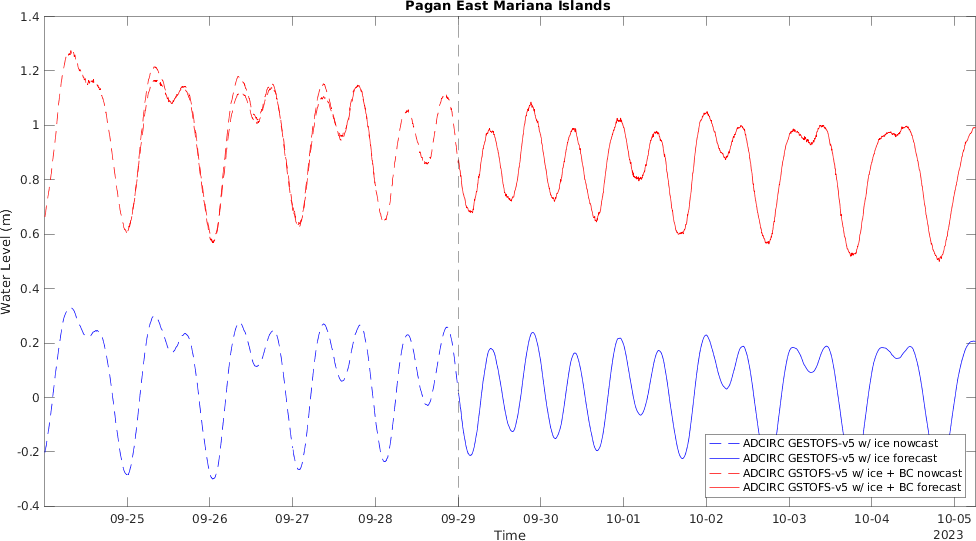 Pagan East Mariana Islands
1.4
1.2
1
0.8
0.6
0.4
0.2
0
-0.2
-0.4
Water Level (m)
ADCIRC GESTOFS-v5 w/ ice nowcast
ADCIRC GESTOFS-v5 w/ ice forecast
ADCIRC GSTOFS-v5 w/ ice + BC nowcast
ADCIRC GSTOFS-v5 w/ ice + BC forecast
09-25 09-26 09-27 09-28 09-29 09-30 10-01 10-02 10-03 10-04 10-05
Time 2023